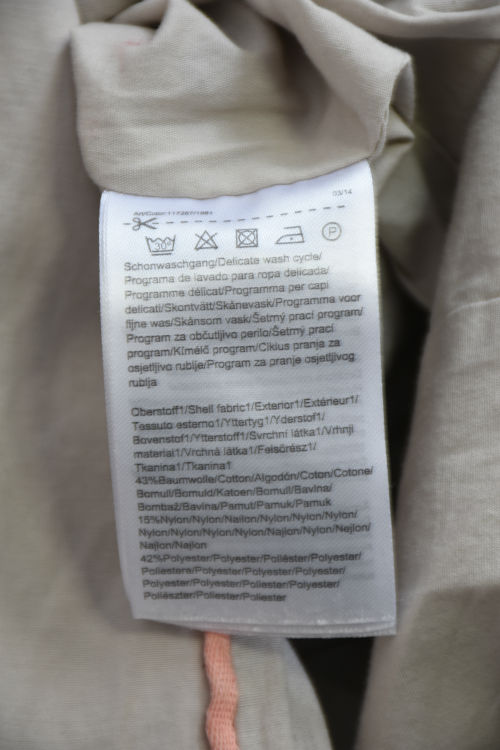 03/14
Art/Color:117287/1981
30°
P
Schonwaschgang/Delicate wash cycle/
Programa de lavado para ropa delicada/
Programme délicat/Programma per capi
delicati/Skontvätt/Skånevask/Programma voor
fijne was/Skånsom vask/Šetrný prací program/
Program za občutljivo perilo/Šetrný prací
program/Kímélő program/Ciklus pranja za
osjetljivo rublje/Program za pranje osjetljivog
rublja
Oberstoff1/Shell fabric1/Exterior1/Extérieur1/
Tessuto esterno1/Yttertyg1/Yderstof1/
Bovenstof1/Ytterstoff1/Svrchní látka1/Vrhnji
material1/Vrchná látka1/Felsőrész1/
Tkanina1/Tkanina1
43%Baumwolle/Cotton/Algodón/Coton/Cotone/
Bomull/Bomuld/Katoen/Bomull/Bavlna/
Bombaž/Bavlna/Pamut/Pamuk/Pamuk
15%Nylon/Nylon/Nailon/Nylon/Nylon/Nylon/
Nylon/Nylon/Nylon/Nylon/Najlon/Nylon/Nejlon/
Najlon/Najlon
42%Polyester/Polyester/Poliéster/Polyester/
Poliestere/Polyester/Polyester/Polyester/
Polyester/Polyester/Poliester/Polyester/
Poliészter/Poliester/Poliester